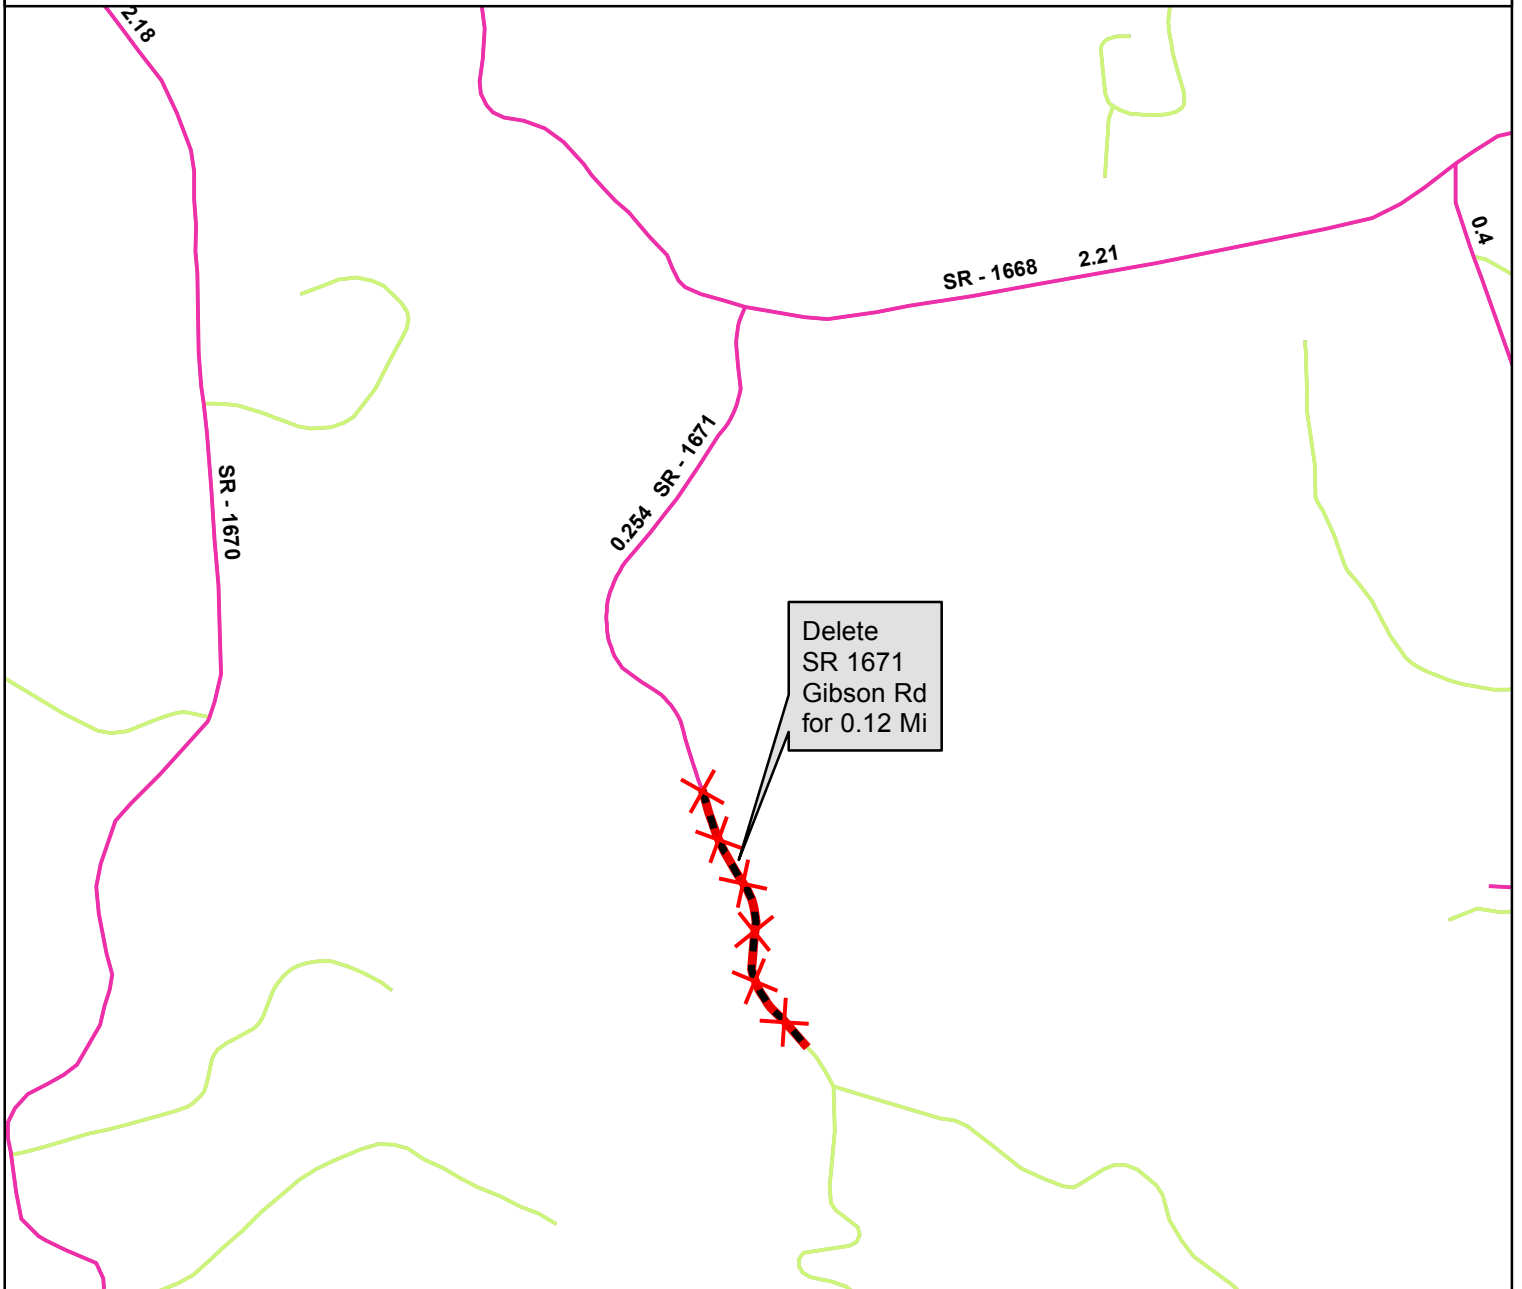 2.18
SR - 1668 2.21
0.4
0.254 SR - 1671
SR - 1670
Delete
SR 1671
Gibson Rd
for 0.12 Mi